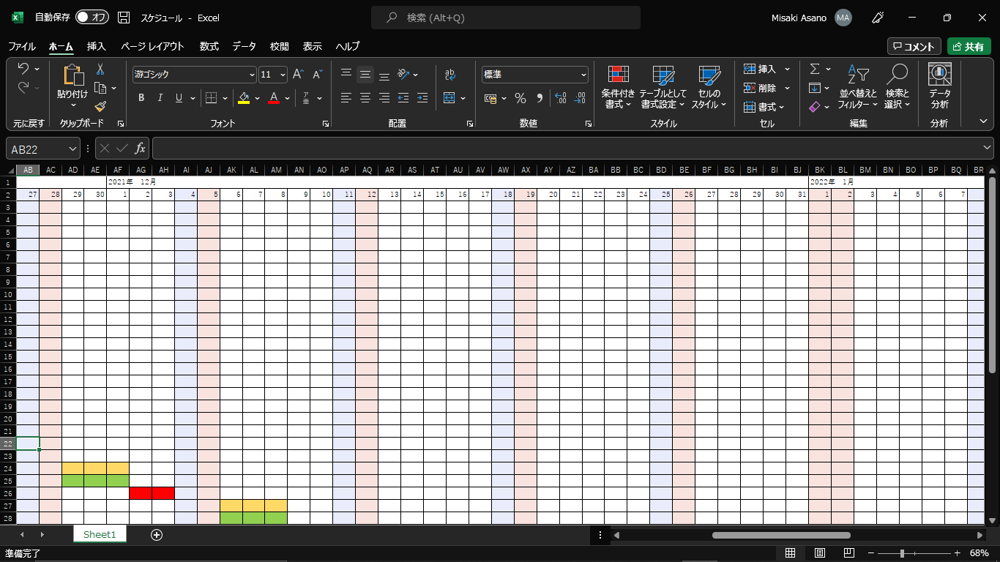 自動保存 オフ スケジュール - Excel 検索 (Alt+Q) Misaki Asano MA
ファイル ホーム 挿入 ページ レイアウト 数式 データ 校閲 表示 ヘルプ コメント 共有
貼り付け 游ゴシック 11 A A 標準 条件付き テーブルとして セルの 挿入 並べ替えと 検索と データ
B I U A ab 書式 書式設定 スタイル 削除 フィルター 選択 分析
書式
元に戻す クリップボード フォント 配置 数値 スタイル セル 編集 分析
AB22 fx
AB AC AD AE AF AG AH AI AJ AK AL AM AN AO AP AQ AR AS AT AU AV AW AX AY AZ BA BB BC BD BE BF BG BH BI BJ BK BL BM BN BO BP BQ BR
1 2021年 12月 2022年 1月
2 27 28 29 30 1 2 3 4 5 6 7 8 9 10 11 12 13 14 15 16 17 18 19 20 21 22 23 24 25 26 27 28 29 30 31 1 2 3 4 5 6 7
3
4
5
6
7
8
9
10
11
12
13
14
15
16
17
18
19
20
21
22
23
24
25
26
27
28
Sheet1
準備完了 68%